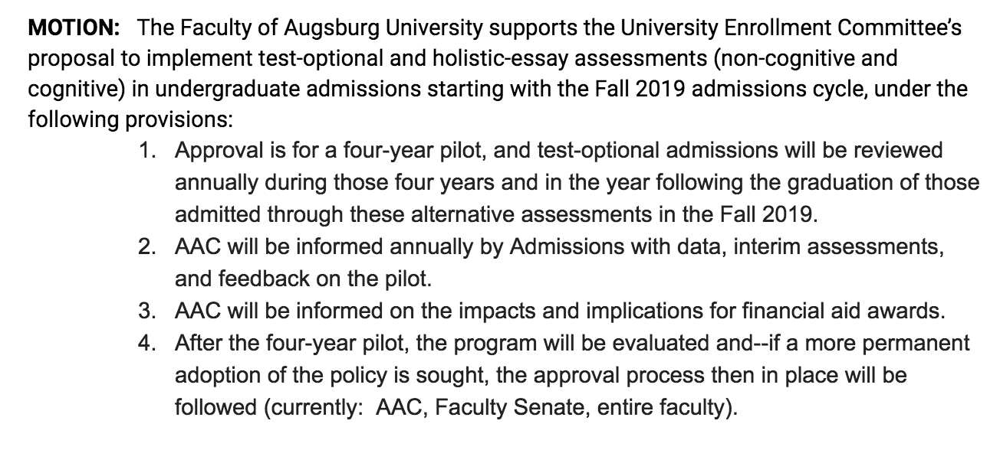 MOTION: The Faculty of Augsburg University supports the University Enrollment Committee’s
proposal to implement test-optional and holistic-essay assessments (non-cognitive and
cognitive) in undergraduate admissions starting with the Fall 2019 admissions cycle, under the
following provisions:
1. Approval is for a four-year pilot, and test-optional admissions will be reviewed
annually during those four years and in the year following the graduation of those
admitted through these alternative assessments in the Fall 2019.
2. AAC will be informed annually by Admissions with data, interim assessments,
and feedback on the pilot.
3. AAC will be informed on the impacts and implications for financial aid awards.
4. After the four-year pilot, the program will be evaluated and--if a more permanent
adoption of the policy is sought, the approval process then in place will be
followed (currently: AAC, Faculty Senate, entire faculty).